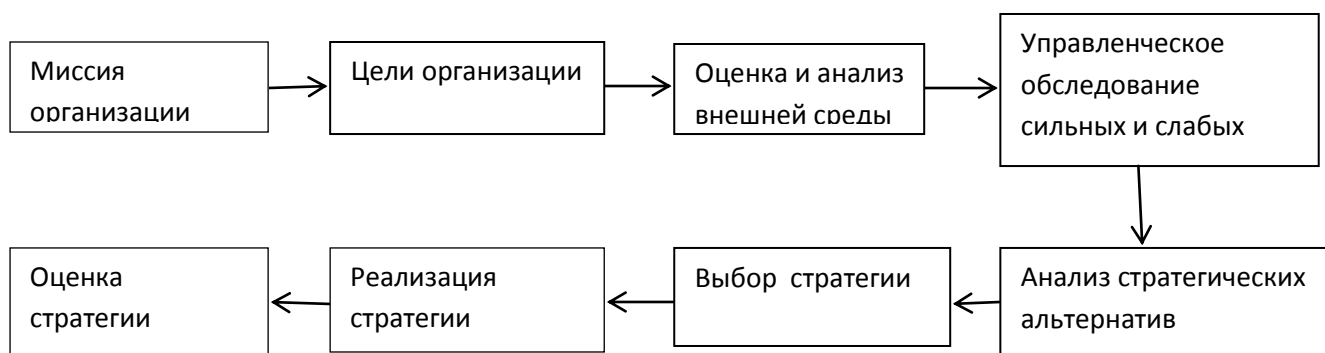 Миссия
организации
Цели организации
Оценка и анализ
внешней среды
Управленческое
обследование
сильных и слабых
Анализ стратегических
альтернатив
Выбор стратегии
Реализация
стратегии
Оценка
стратегии